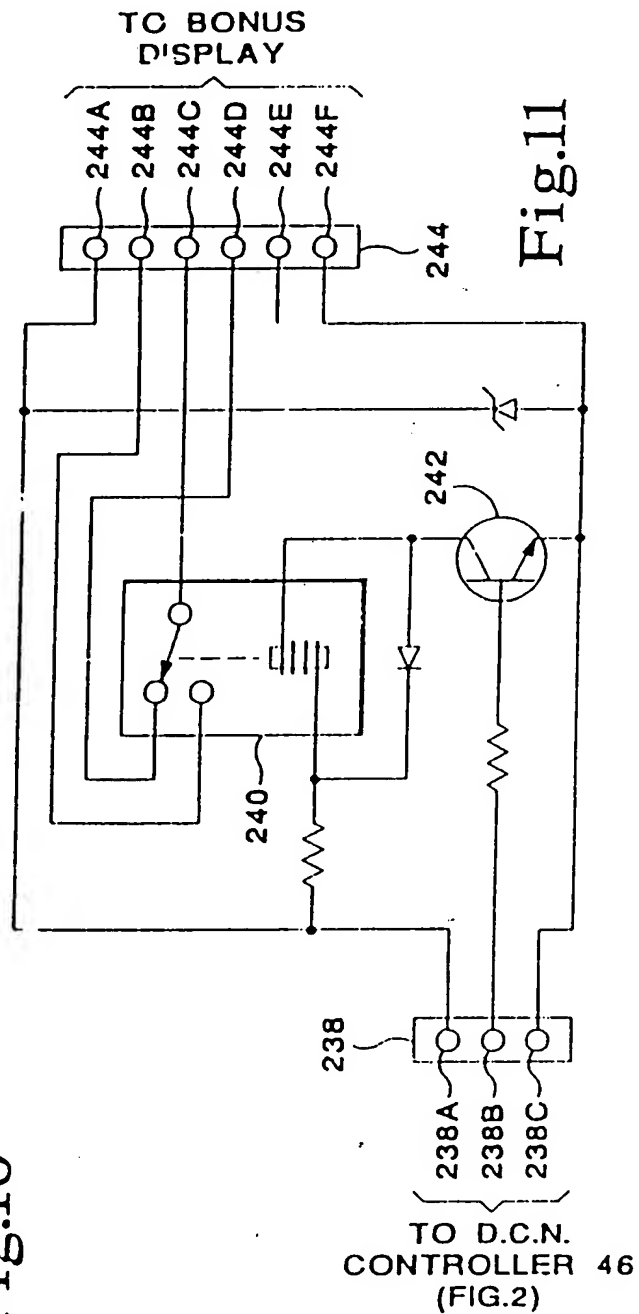 TO BONUS
DISPLAY
244A
244B
244C
244D
244E
244F
244
Fig.11
242
240
238
238A
238B
238C
TO D.C.N.
CONTROLLER 46
(FIG.2)